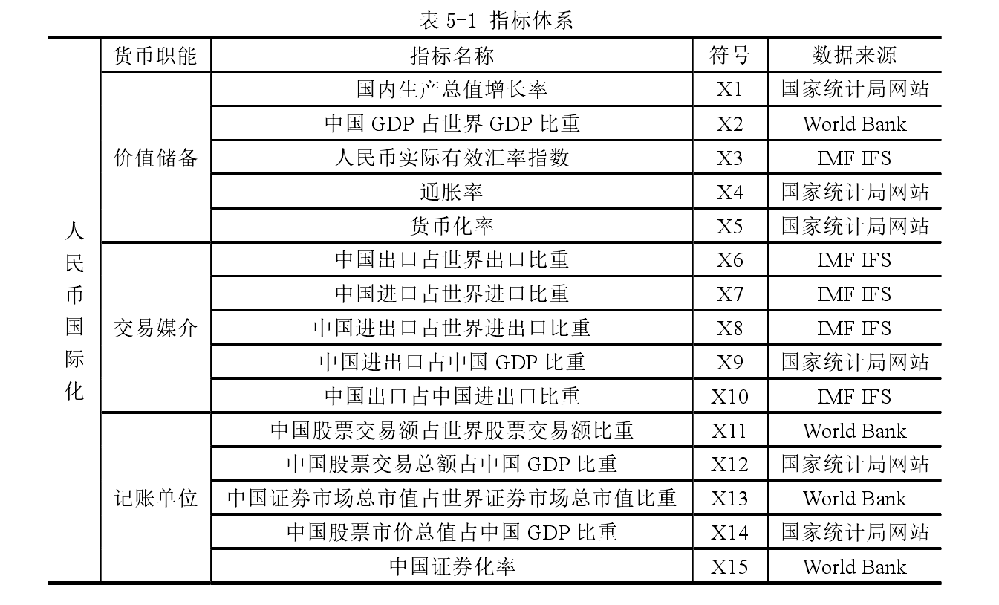 表 5-1 指标体系
货币职能 指标名称 符号 数据来源
国内生产总值增长率 X1 国家统计局网站
中国 GDP 占世界 GDP 比重 X2 World Bank
价值储备 人民币实际有效汇率指数 X3 IMF IFS
通胀率 X4 国家统计局网站
货币化率 X5 国家统计局网站
人民币国际化
中国出口占世界出口比重 X6 IMF IFS
中国进口占世界进口比重 X7 IMF IFS
交易媒介 中国进出口占世界进出口比重 X8 IMF IFS
中国进出口占中国 GDP 比重 X9 国家统计局网站
中国出口占中国进出口比重 X10 IMF IFS
中国股票交易额占世界股票交易额比重 X11 World Bank
中国股票交易总额占中国 GDP 比重 X12 国家统计局网站
记账单位 中国证券市场总市值占世界证券市场总市值比重 X13 World Bank
中国股票市价总值占中国 GDP 比重 X14 国家统计局网站
中国证券化率 X15 World Bank